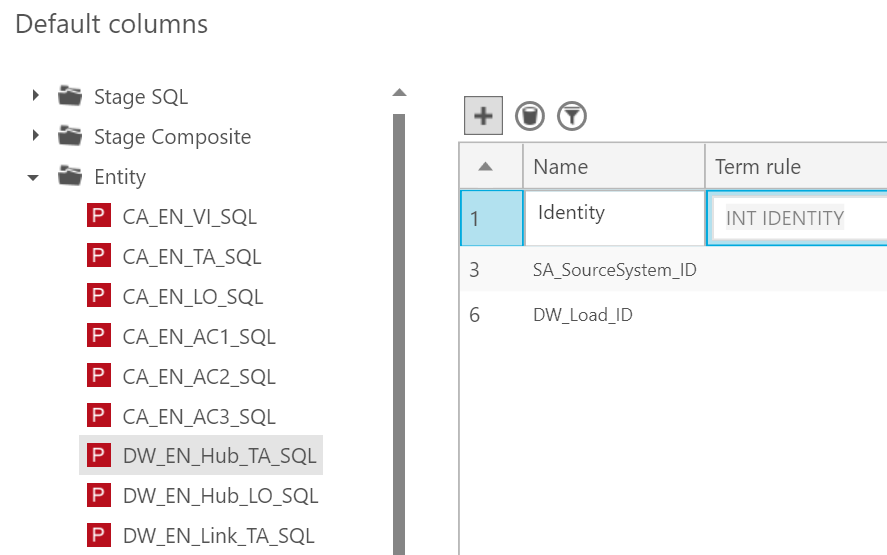 Default columns
Stage SQL
Stage Composite
Entity
P CA_EN_VI_SQL
P CA_EN_TA_SQL
P CA_EN_LO_SQL
P CA_EN_AC1_SQL
P CA_EN_AC2_SQL
P CA_EN_AC3_SQL
P DW_EN_Hub_TA_SQL
P DW_EN_Hub_LO_SQL
P DW_EN_Link_TA_SQL
Name Term rule
1 Identity INT IDENTITY
3 SA_SourceSystem_ID
6 DW_Load_ID